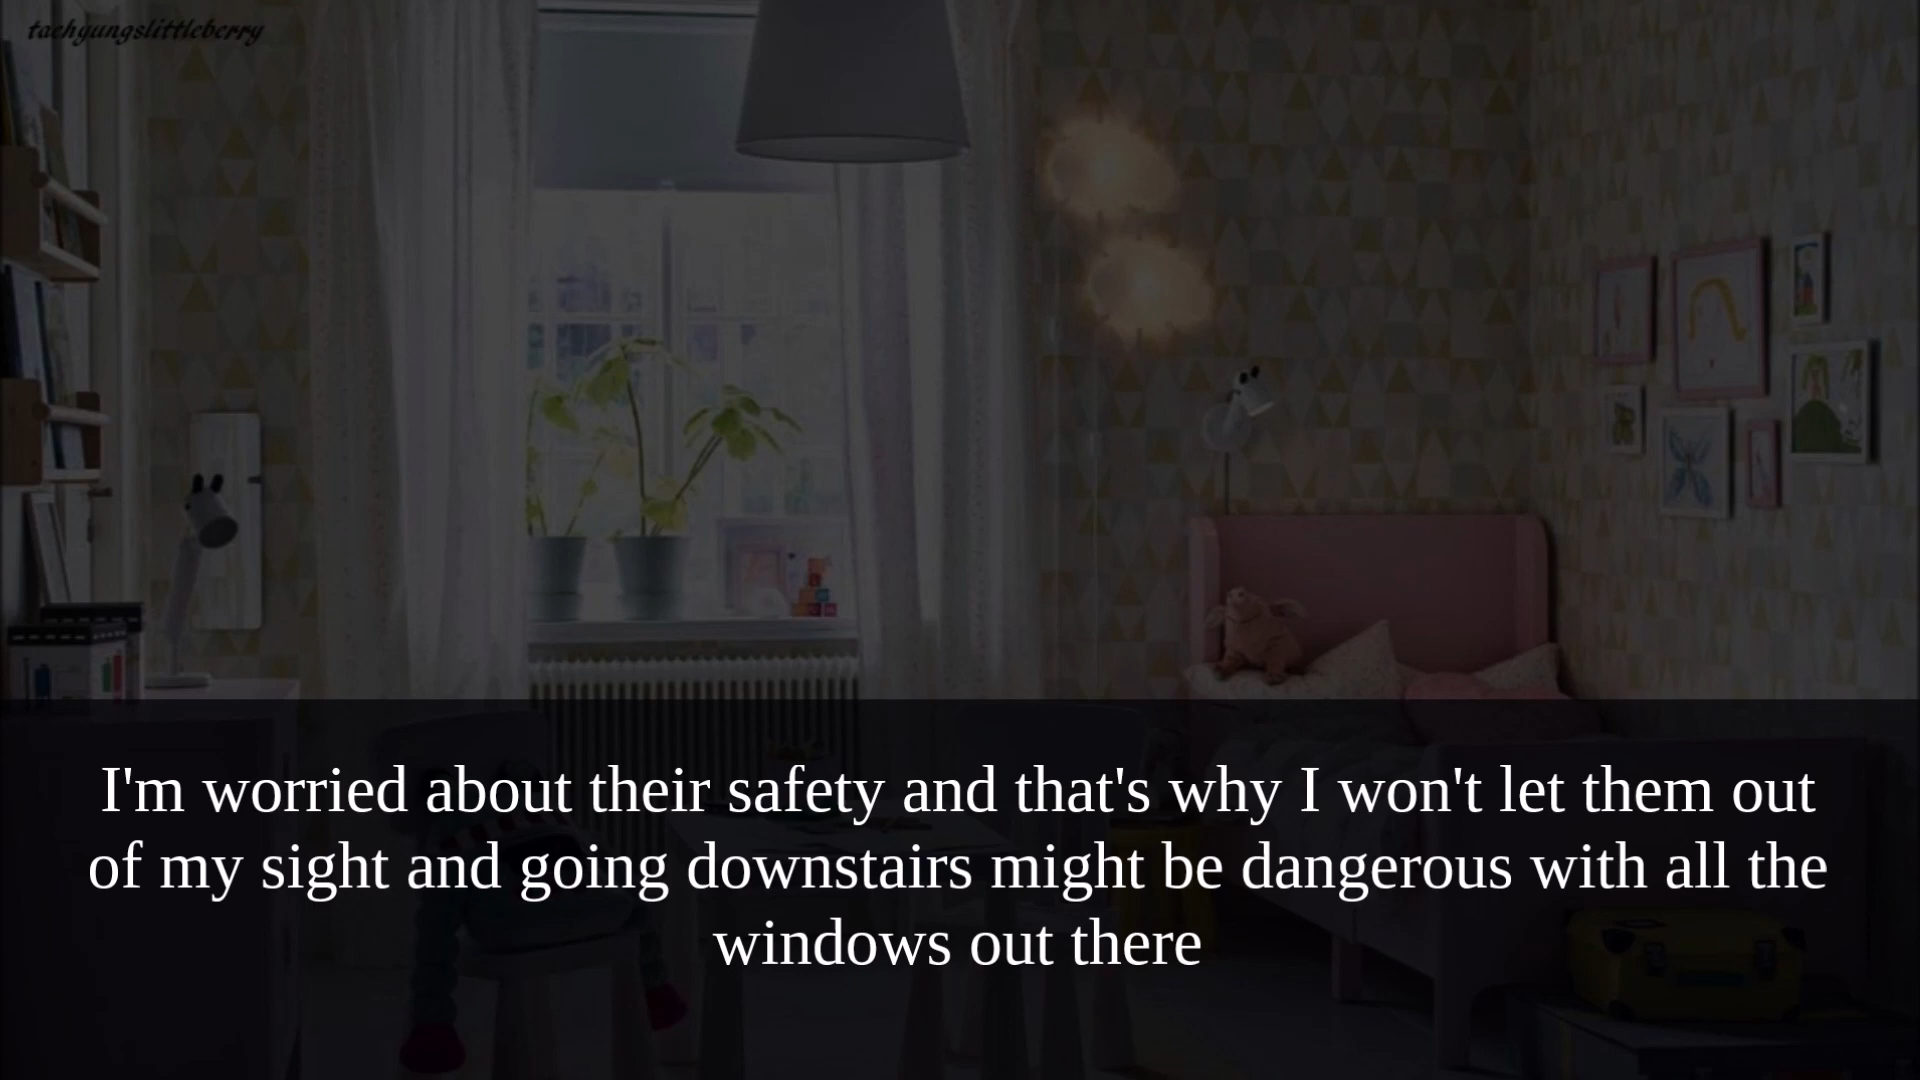 taehyungslittleberry
I'm worried about their safety and that's why I won't let them out
of my sight and going downstairs might be dangerous with all the
windows out there